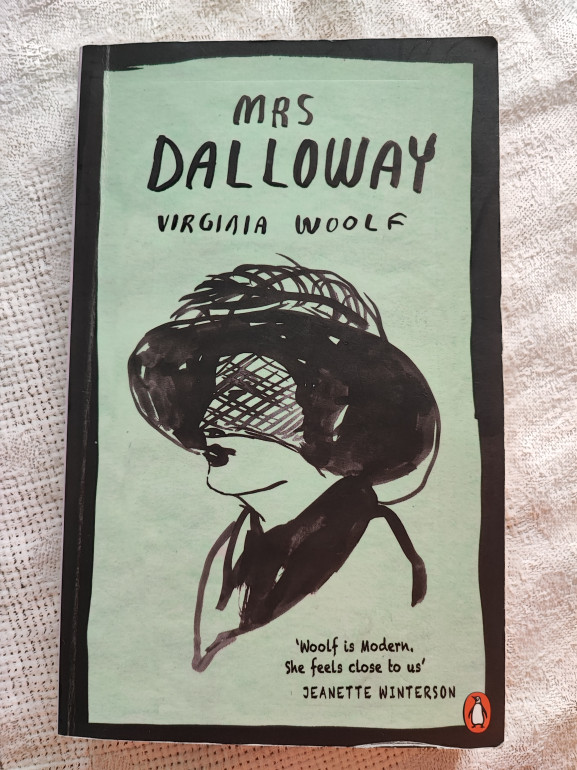 MRS
DALLOWAY
VIRGINIA WOOLF
'Woolf is Modern.
She feels close to us'
JEANETTE WINTERSON